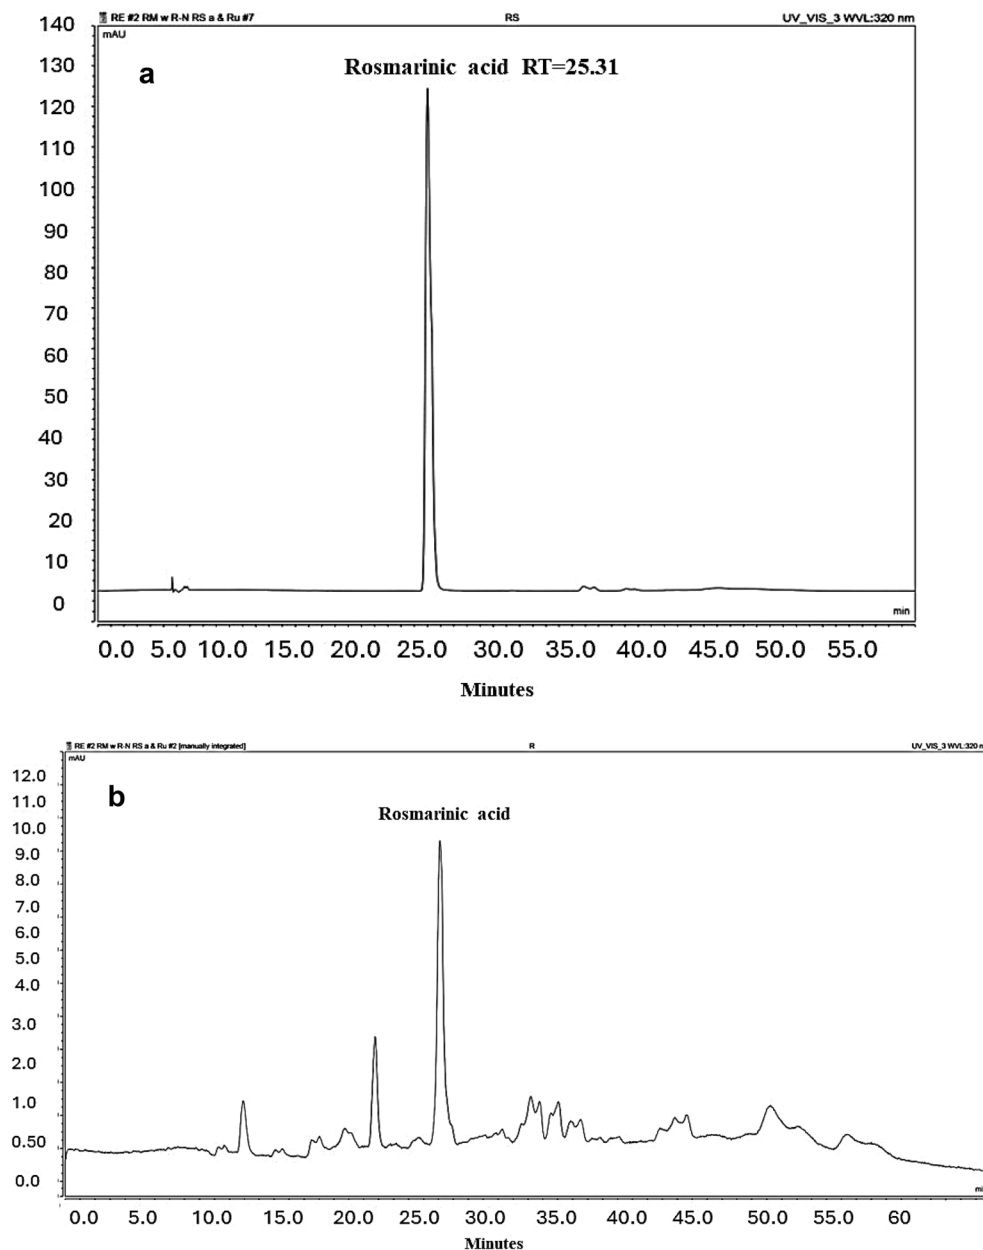 RE #2 RM w R-N RS a & Ru #7 RS UV_VIS_3 WVL:320 nm
140
mAU
130
a
Rosmarinic acid RT=25.31
120
110
100
90
80
70
60
50
40
30
20
10
0
min
0.0 5.0 10.0 15.0 20.0 25.0 30.0 35.0 40.0 45.0 50.0 55.0
Minutes
RE #2 RM w R-N RS a & Ru #2 [manually integrated] R UV_VIS_3 WVL:320 n
mAU
12.0
11.0
b
10.0
Rosmarinic acid
9.0
8.0
7.0
6.0
5.0
4.0
3.0
2.0
1.0
0.50
0.0
mi
0.0 5.0 10.0 15.0 20.0 25.0 30.0 35.0 40.0 45.0 50.0 55.0 60
Minutes